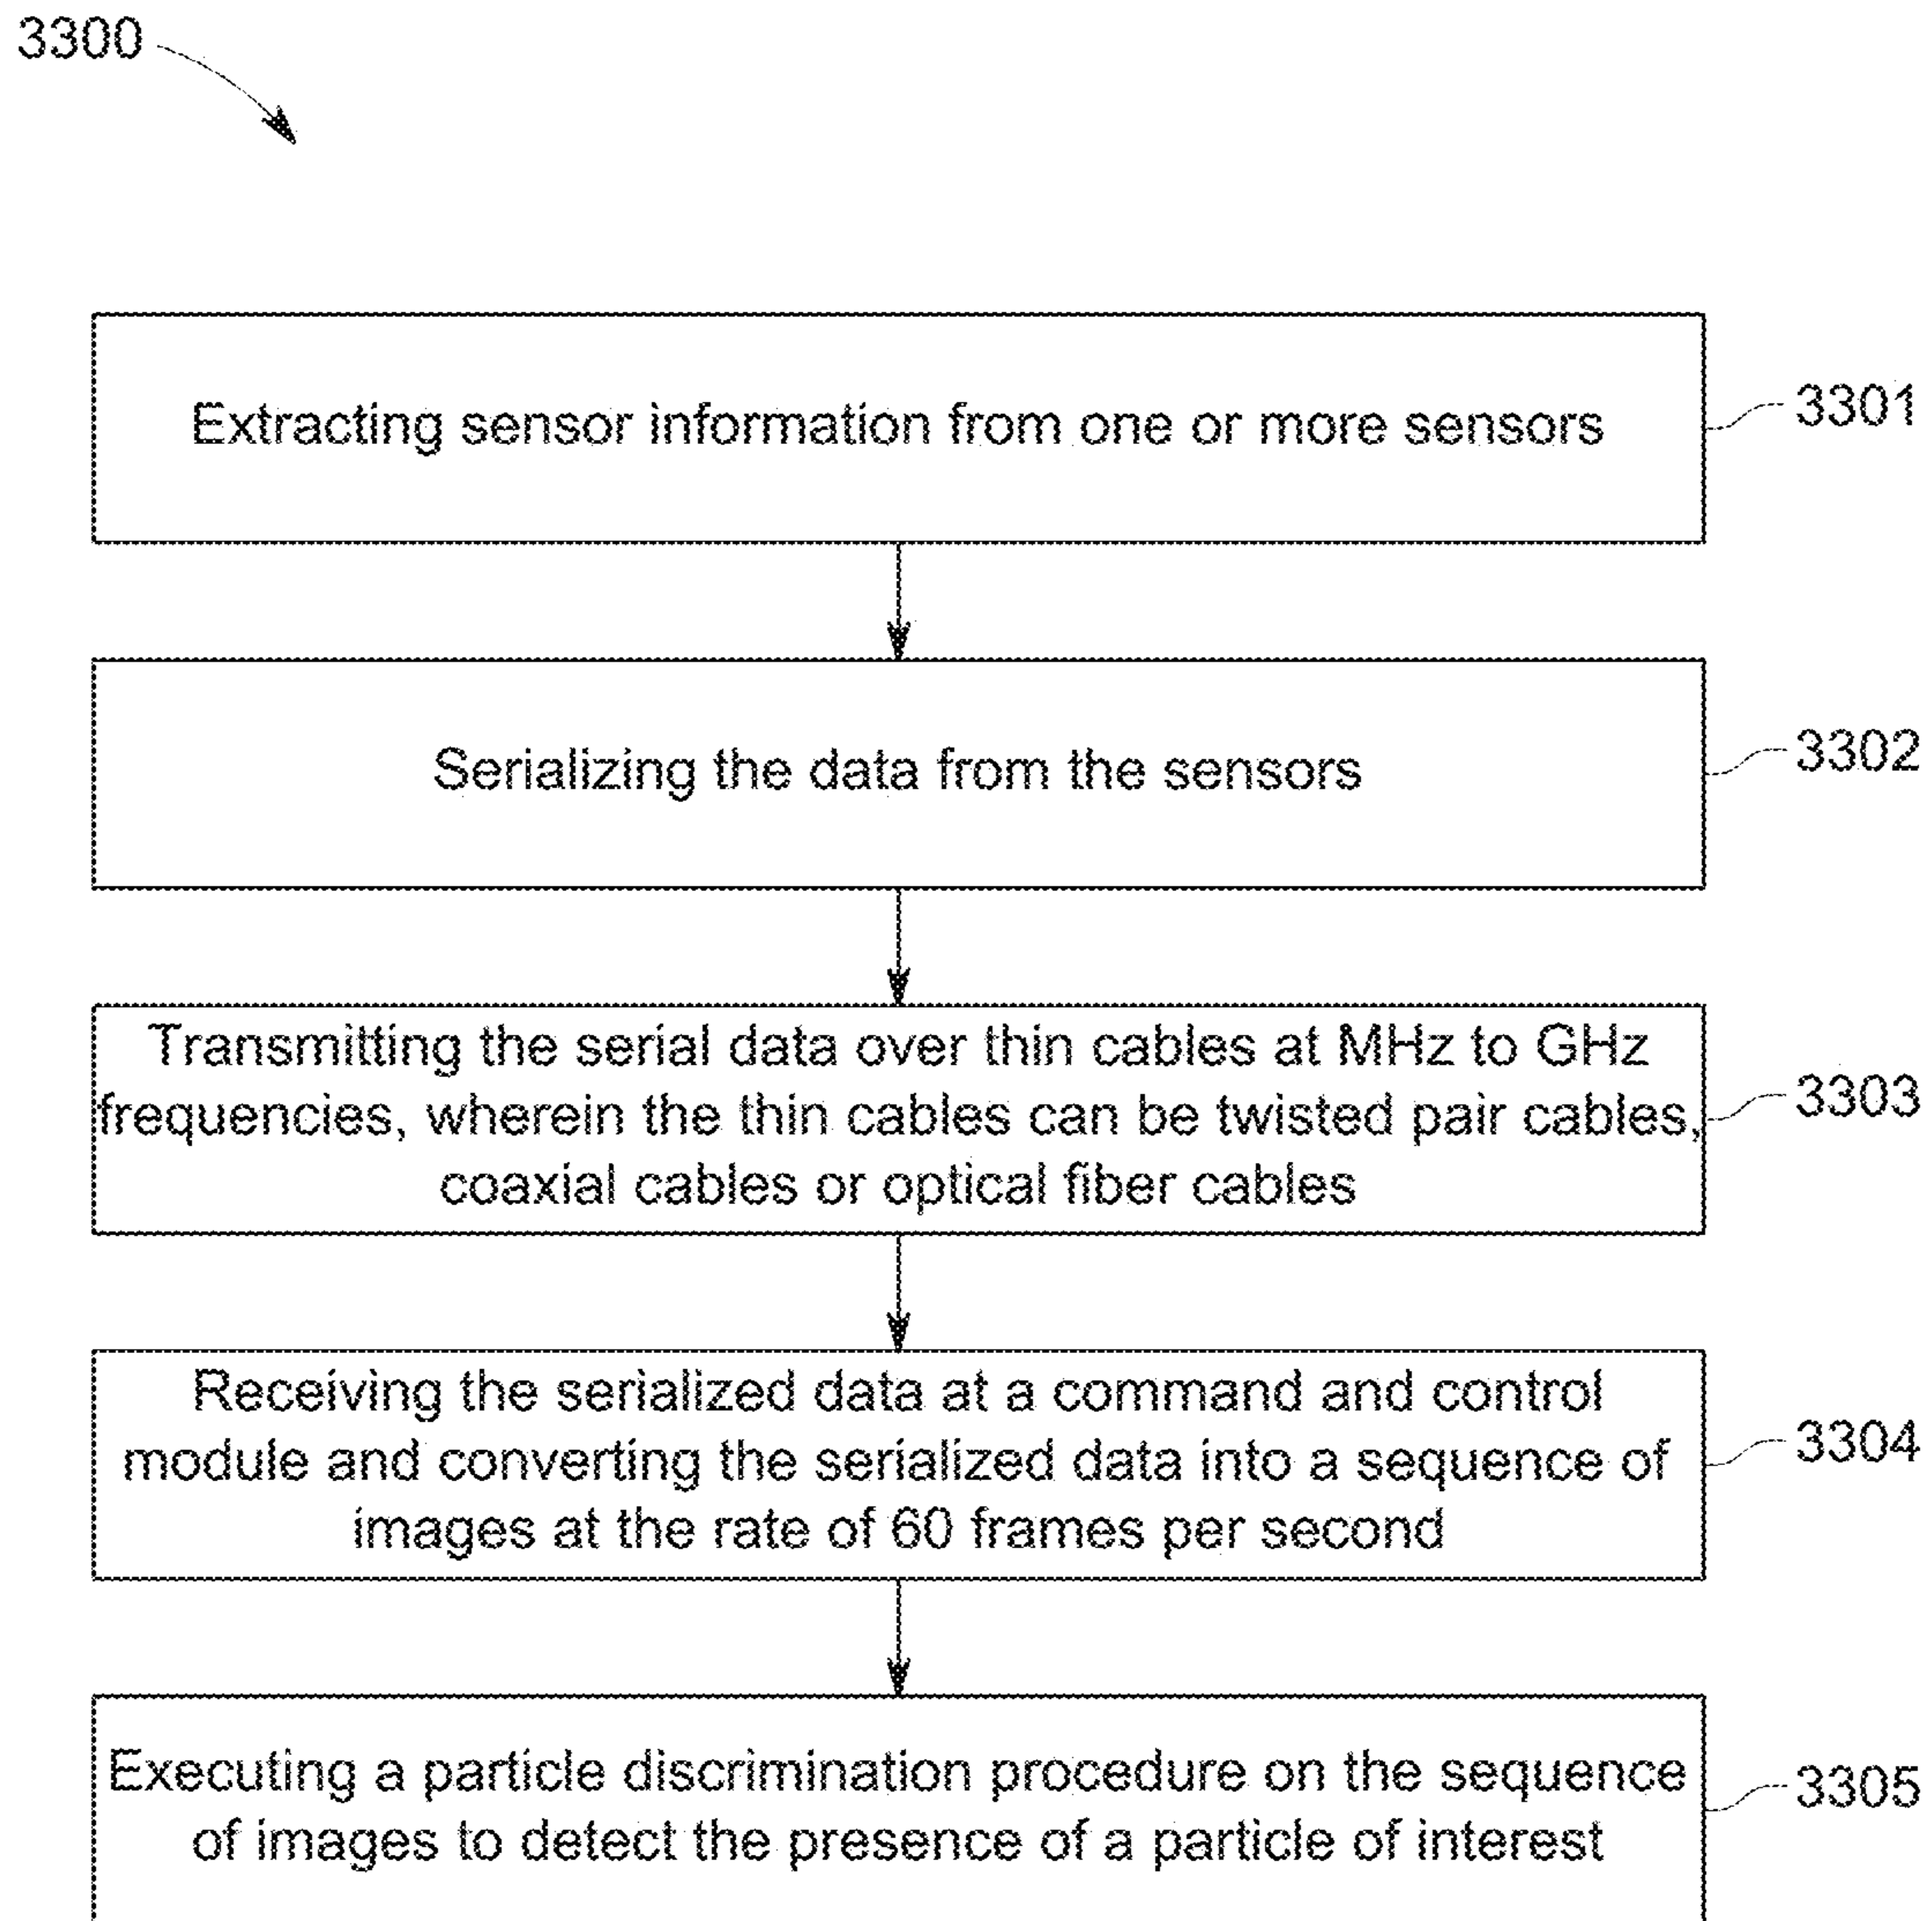 3300
Extracting sensor information from one or more sensors
3301
Serializing the data from the sensors
3302
Transmitting the serial data over thin cables at MHz to GHz
frequencies, wherein the thin cables can be twisted pair cables,
coaxial cables or optical fiber cables
3303
Receiving the serialized data at a command and control
module and converting the serialized data into a sequence of
images at the rate of 60 frames per second
3304
Executing a particle discrimination procedure on the sequence
of images to detect the presence of a particle of interest
3305